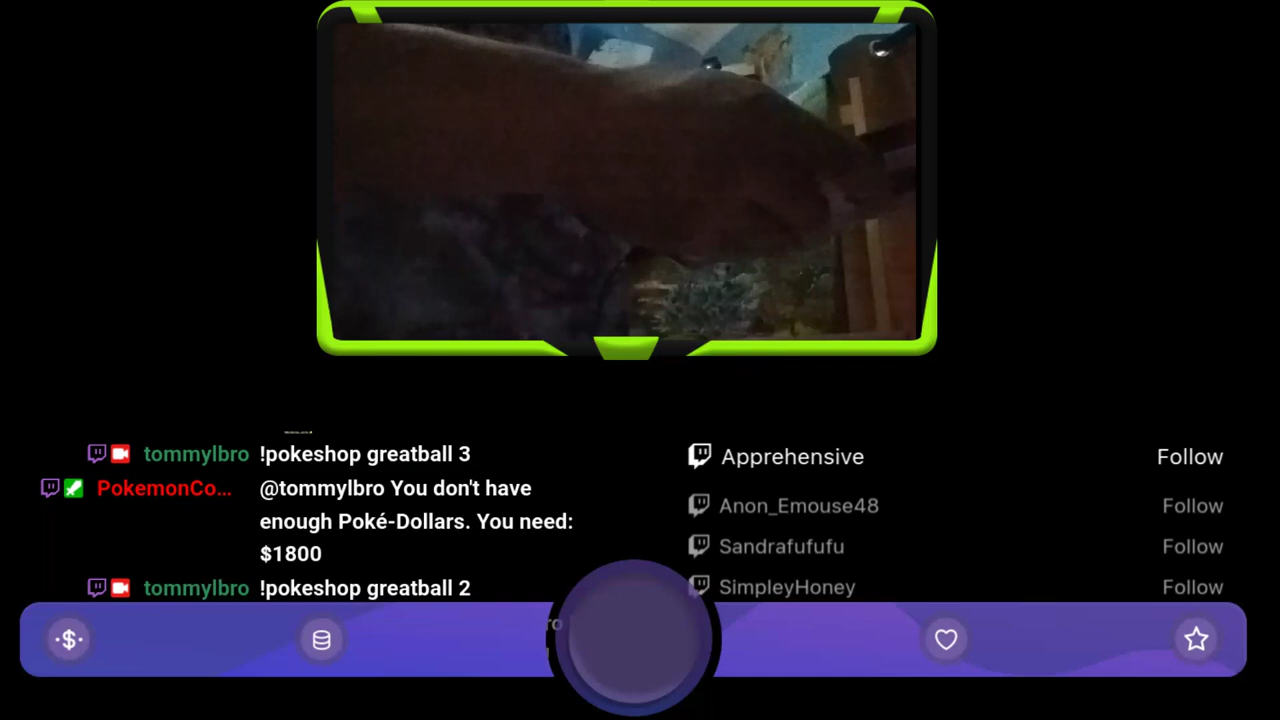 tommylbro !pokeshop greatball 3
PokemonCo... @tommylbro You don't have
enough Poké-Dollars. You need:
$1800
tommylbro !pokeshop greatball 2
ro
Apprehensive Follow
Anon_Emouse48 Follow
Sandrafufufu Follow
SimpleyHoney Follow